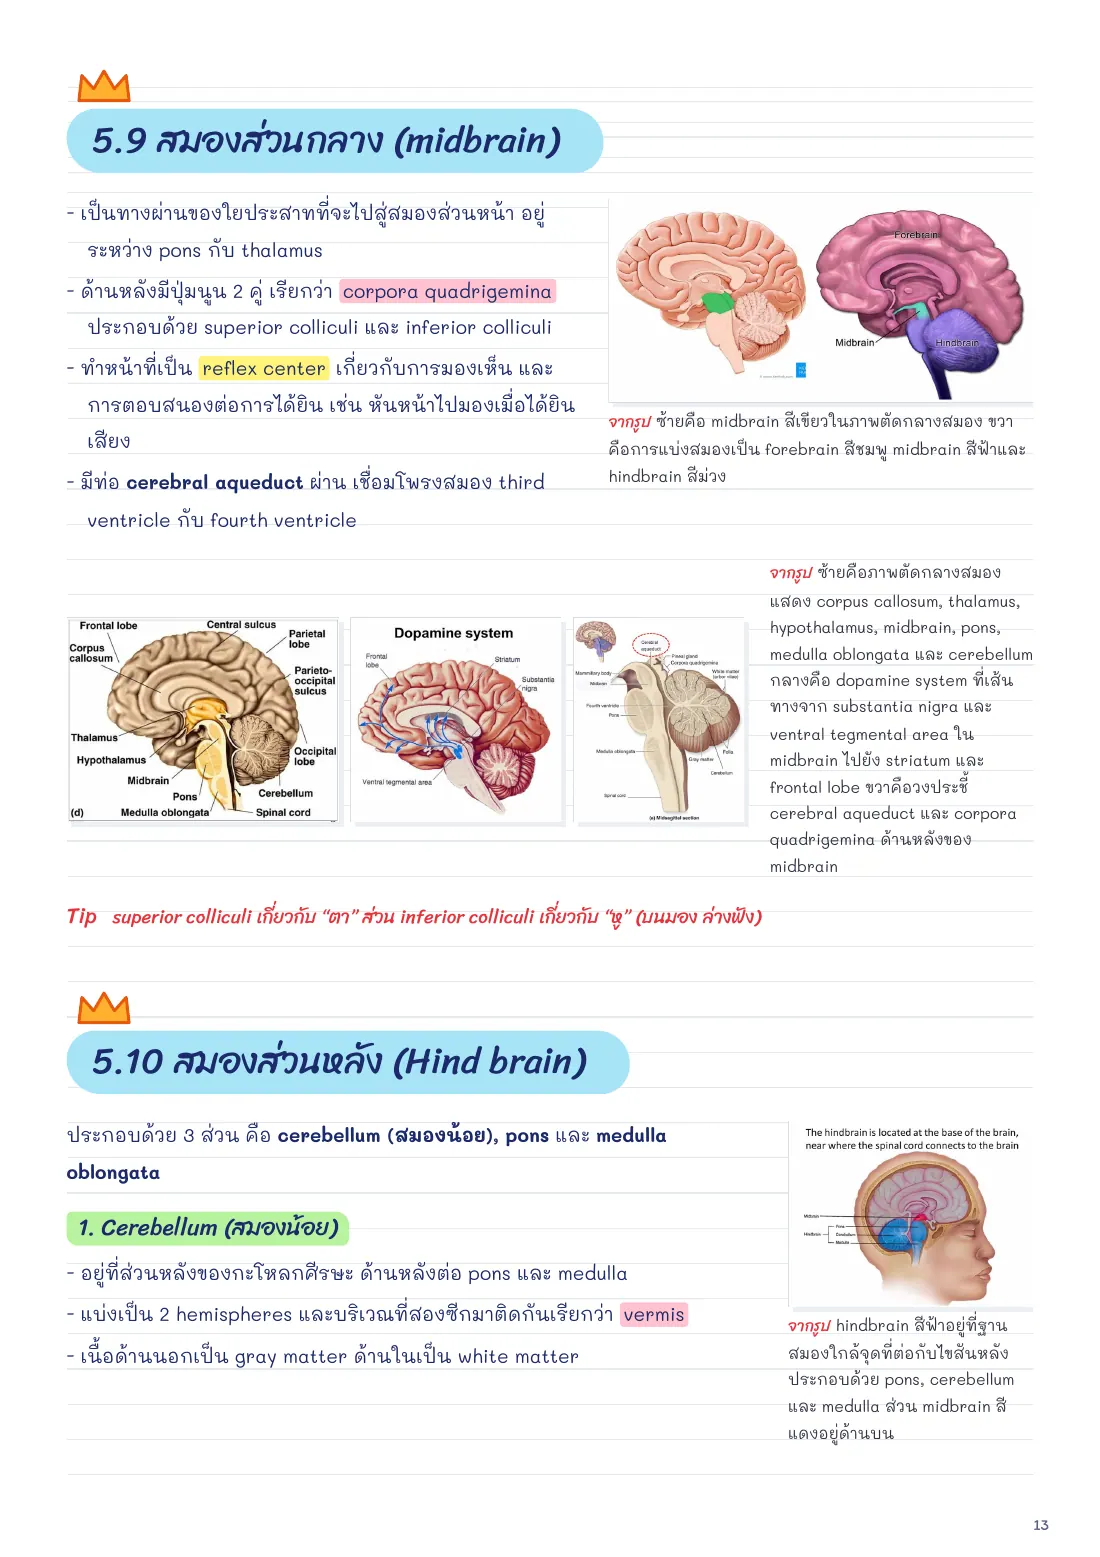 5.9 สมองส่วนกลาง (midbrain)
- เป็นทางผ่านของใยประสาทที่จะไปสู่สมองส่วนหน้า อยู่
ระหว่าง pons กับ thalamus
- ด้านหลังมีปุ่มนูน 2 คู่ เรียกว่า corpora quadrigemina
ประกอบด้วย superior colliculi และ inferior colliculi
- ทำหน้าที่เป็น reflex center เกี่ยวกับการมองเห็น และ
การตอบสนองต่อการได้ยิน เช่น หันหน้าไปมองเมื่อได้ยิน
เสียง
- มีท่อ cerebral aqueduct ผ่าน เชื่อมโพรงสมอง third
ventricle กับ fourth ventricle
Forebrain
Midbrain
Hindbrain
จากรูป ซ้ายคือ midbrain สีเขียวในภาพตัดกลางสมอง ขวา
คือการแบ่งสมองเป็น forebrain สีชมพู midbrain สีฟ้าและ
hindbrain สีม่วง
Frontal lobe
Central sulcus
Parietal
lobe
Corpus
callosum
Parieto-
occipital
sulcus
Thalamus
Occipital
lobe
Hypothalamus
Midbrain
Cerebellum
Pons
Medulla oblongata
Spinal cord
(d)
Dopamine system
Frontal
lobe
Striatum
Substantia
nigra
Ventral tegmental area
Cerebral
aqueduct
Pineal gland
Corpora quadrigemina
White matter
(arbor vitae)
Mammillary body
Midbrain
Fourth ventricle
Pons
Medulla oblongata
Folia
Gray matter
Cerebellum
Spinal cord
(e) Midsagittal section
จากรูป ซ้ายคือภาพตัดกลางสมอง
แสดง corpus callosum, thalamus,
hypothalamus, midbrain, pons,
medulla oblongata และ cerebellum
กลางคือ dopamine system ที่เส้น
ทางจาก substantia nigra และ
ventral tegmental area ใน
midbrain ไปยัง striatum และ
frontal lobe ขวาคือวงประชี้
cerebral aqueduct และ corpora
quadrigemina ด้านหลังของ
midbrain
Tip superior colliculi เกี่ยวกับ “ตา” ส่วน inferior colliculi เกี่ยวกับ “หู” (บนมอง ล่างฟัง)
5.10 สมองส่วนหลัง (Hind brain)
ประกอบด้วย 3 ส่วน คือ cerebellum (สมองน้อย), pons และ medulla
oblongata
1. Cerebellum (สมองน้อย)
- อยู่ที่ส่วนหลังของกะโหลกศีรษะ ด้านหลังต่อ pons และ medulla
- แบ่งเป็น 2 hemispheres และบริเวณที่สองซีกมาติดกันเรียกว่า vermis
- เนื้อด้านนอกเป็น gray matter ด้านในเป็น white matter
The hindbrain is located at the base of the brain,
near where the spinal cord connects to the brain
Midbrain
Pons
Hindbrain
Cerebellum
Medulla
จากรูป hindbrain สีฟ้าอยู่ที่ฐาน
สมองใกล้จุดที่ต่อกับไขสันหลัง
ประกอบด้วย pons, cerebellum
และ medulla ส่วน midbrain สี
แดงอยู่ด้านบน
13